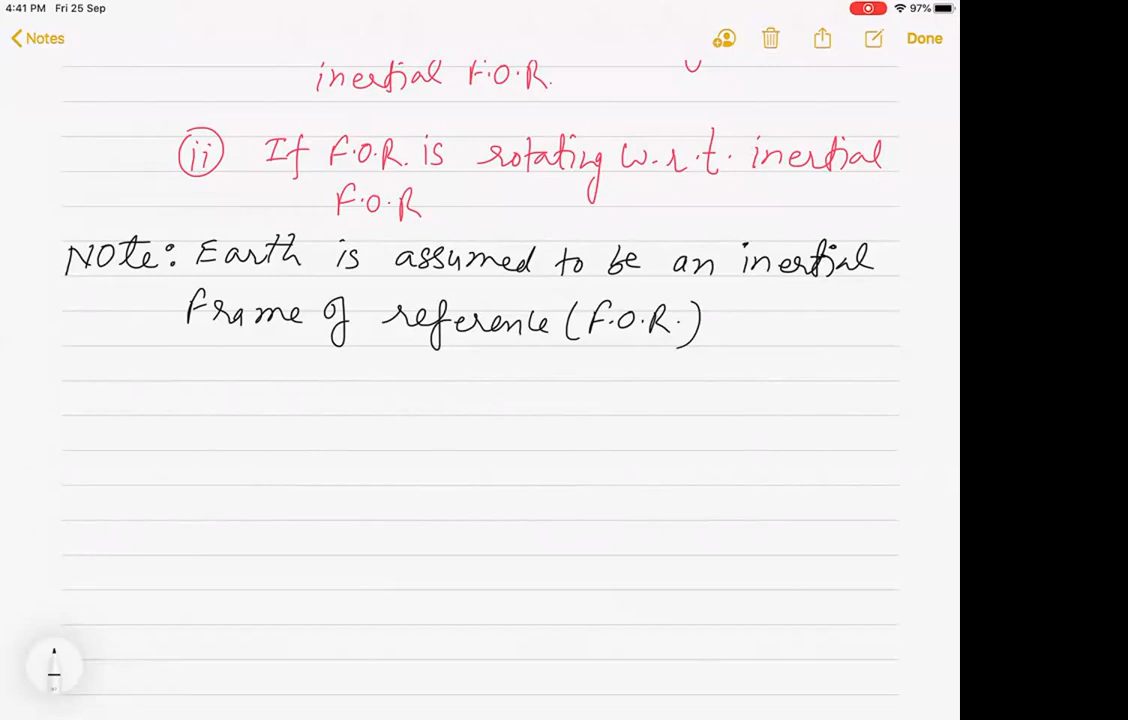 4:41 PM Fri 25 Sep
97%
Notes
Done
inertial F.O.R.
(ii) If F.O.R. is rotating w.r.t. inertial
F.O.R
NOte: Earth is assumed to be an inertial
Frame of reference (F.O.R.)